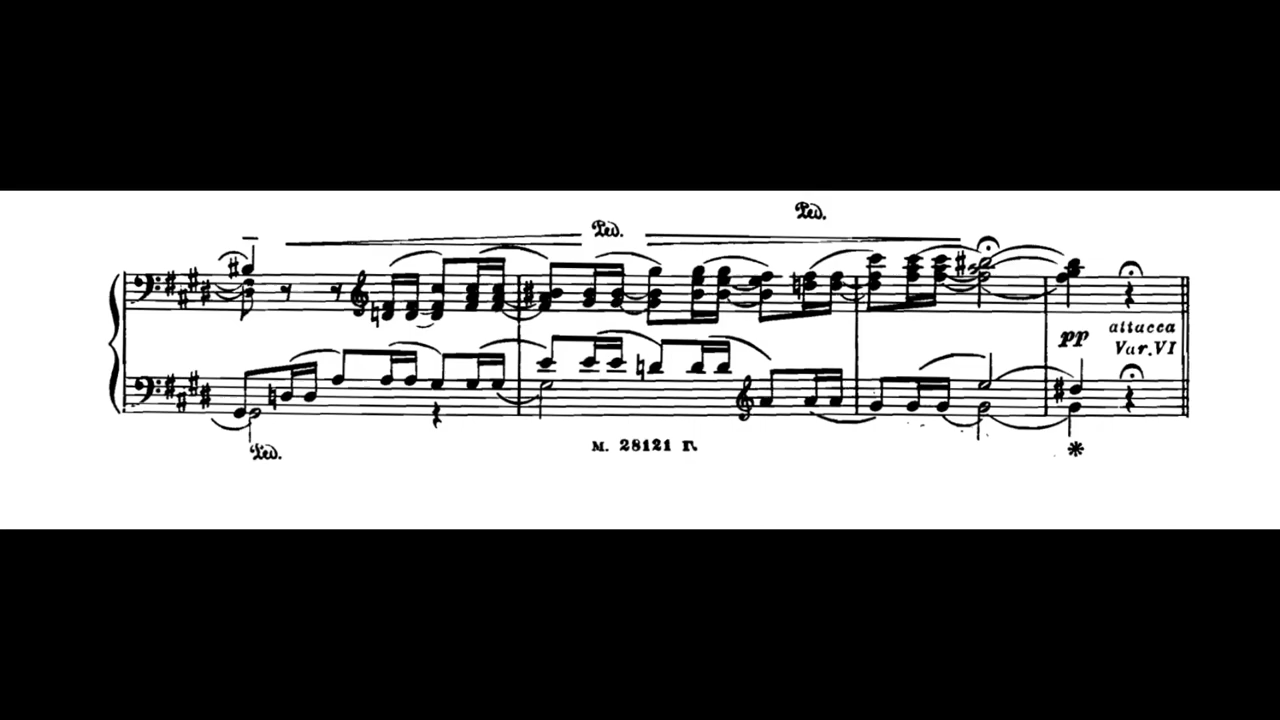 Ped.
Ped.
pp attacca
Var. VI
Ped.
М. 28121 Г.